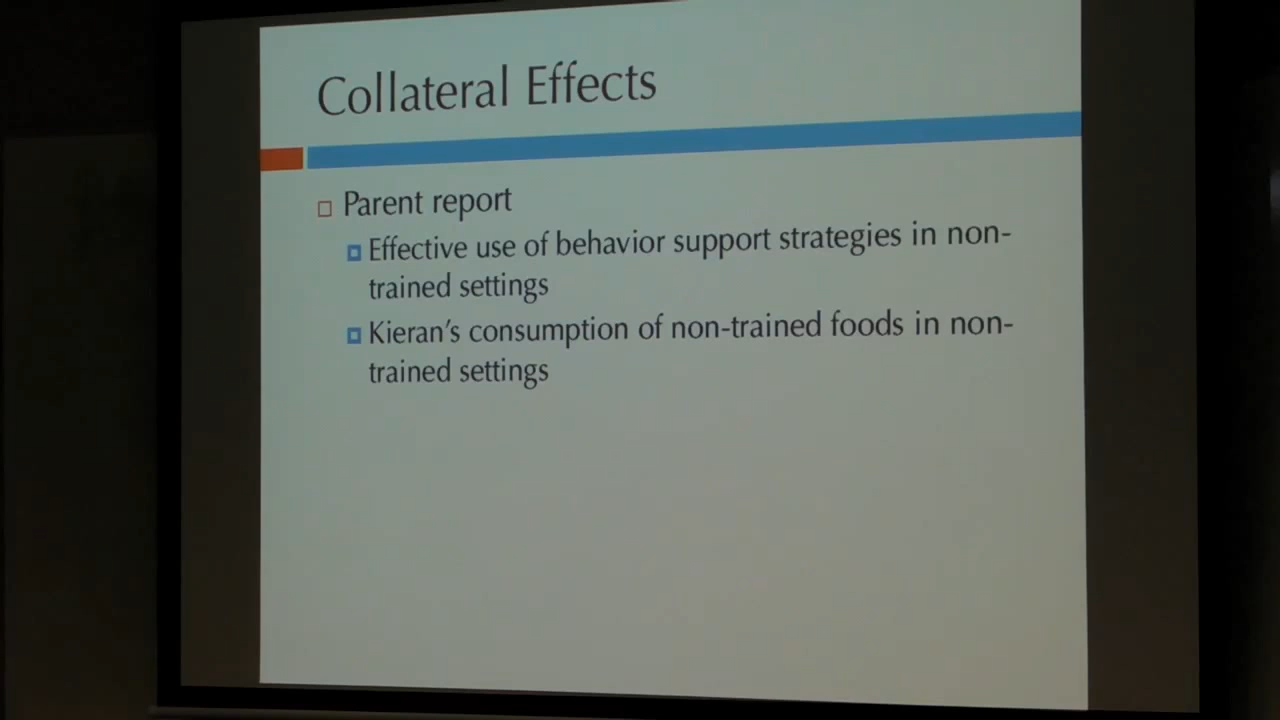 Collateral Effects
Parent report
Effective use of behavior support strategies in non-
trained settings
Kieran's consumption of non-trained foods in non-
trained settings